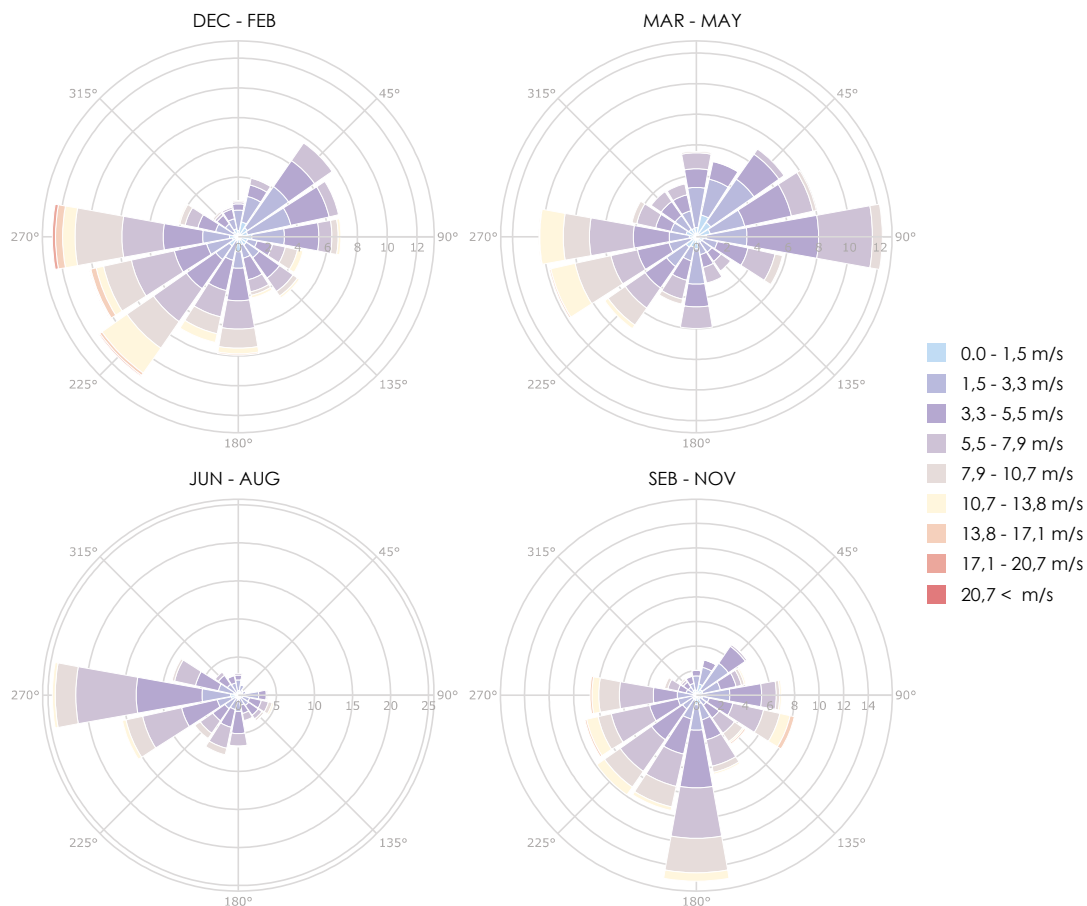 DEC - FEB
315°
45°
270°
0 2 4 6 8 10 12
90°
225°
135°
180°
MAR - MAY
315°
45°
270°
0 2 4 6 8 10 12
90°
225°
135°
180°
0.0 - 1,5 m/s
1,5 - 3,3 m/s
3,3 - 5,5 m/s
5,5 - 7,9 m/s
7,9 - 10,7 m/s
10,7 - 13,8 m/s
13,8 - 17,1 m/s
17,1 - 20,7 m/s
20,7 < m/s
JUN - AUG
315°
45°
270°
0 5 10 15 20 25
90°
225°
135°
180°
SEB - NOV
315°
45°
270°
0 2 4 6 8 10 12 14
90°
225°
135°
180°